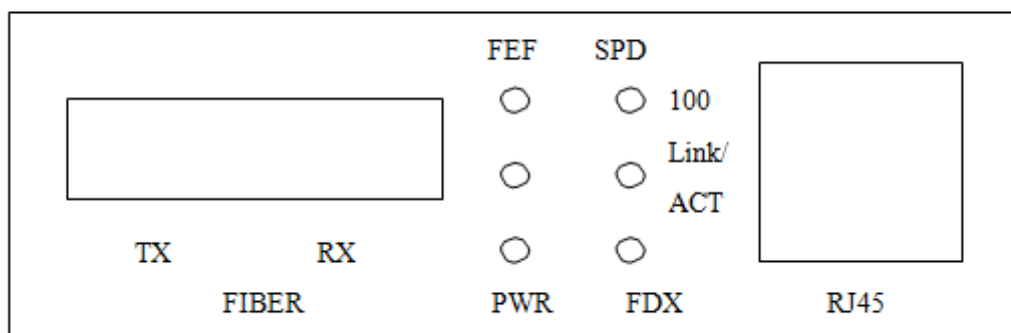 FEF SPD
100
Link/
ACT
TX RX
FIBER PWR FDX RJ45